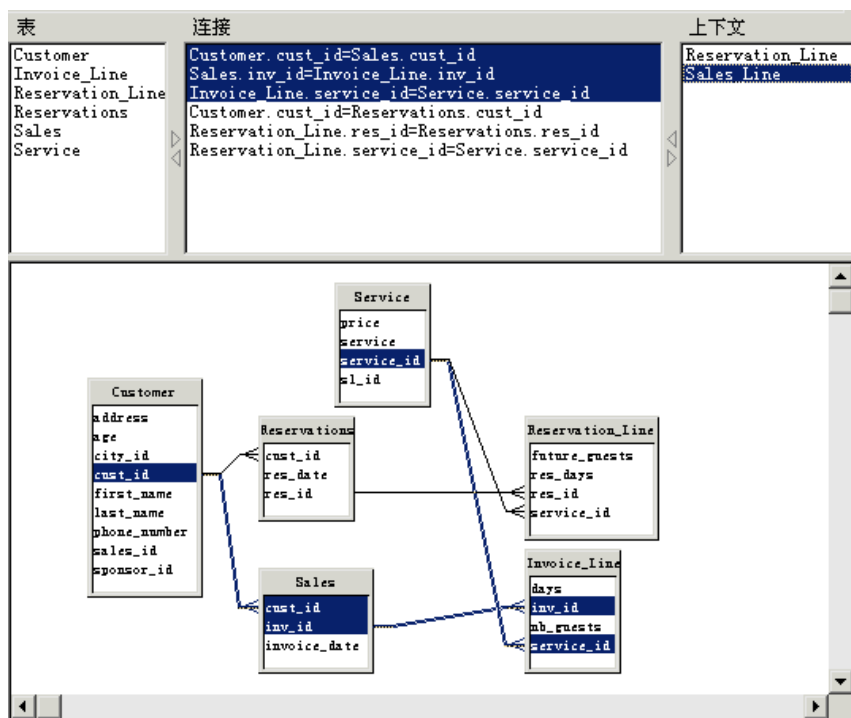 表
Customer
Invoice_Line
Reservation_Line
Reservations
Sales
Service
连接
Customer.cust_id=Sales.cust_id
Sales.inv_id=Invoice_Line.inv_id
Invoice_Line.service_id=Service.service_id
Customer.cust_id=Reservations.cust_id
Reservation_Line.res_id=Reservations.res_id
Reservation_Line.service_id=Service.service_id
上下文
Reservation_Line
Sales_Line
Service
price
service
service_id
sl_id
Customer
address
age
city_id
cust_id
first_name
last_name
phone_number
sales_id
sponsor_id
Reservations
cust_id
res_date
res_id
Reservation_Line
future_guests
res_days
res_id
service_id
Sales
cust_id
inv_id
invoice_date
Invoice_Line
days
inv_id
nb_guests
service_id